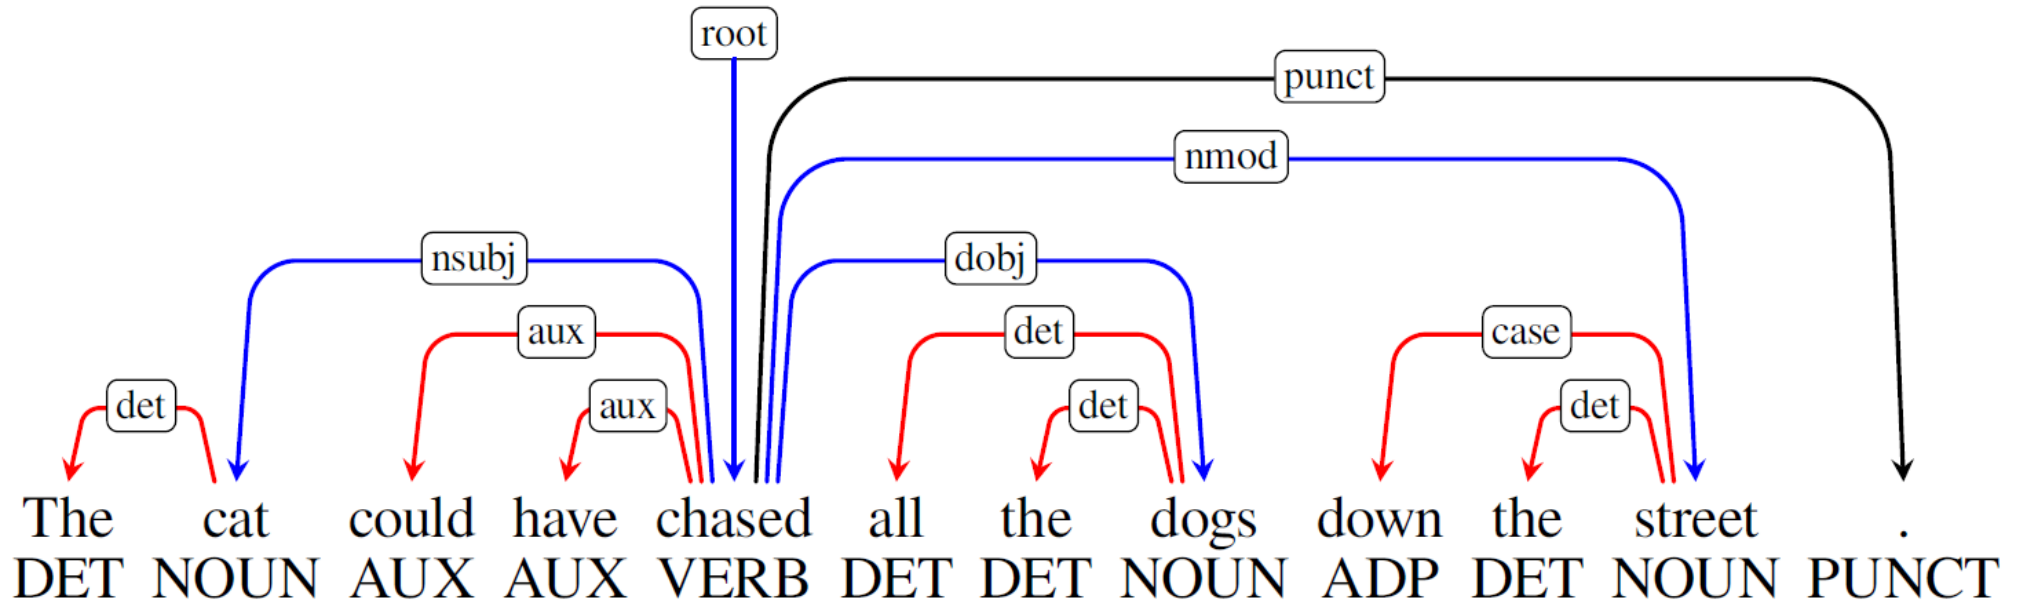 root
punct
nmod
nsubj dobj
aux det case
det aux det det
The cat could have chased all the dogs down the street .
DET NOUN AUX AUX VERB DET DET NOUN ADP DET NOUN PUNCT